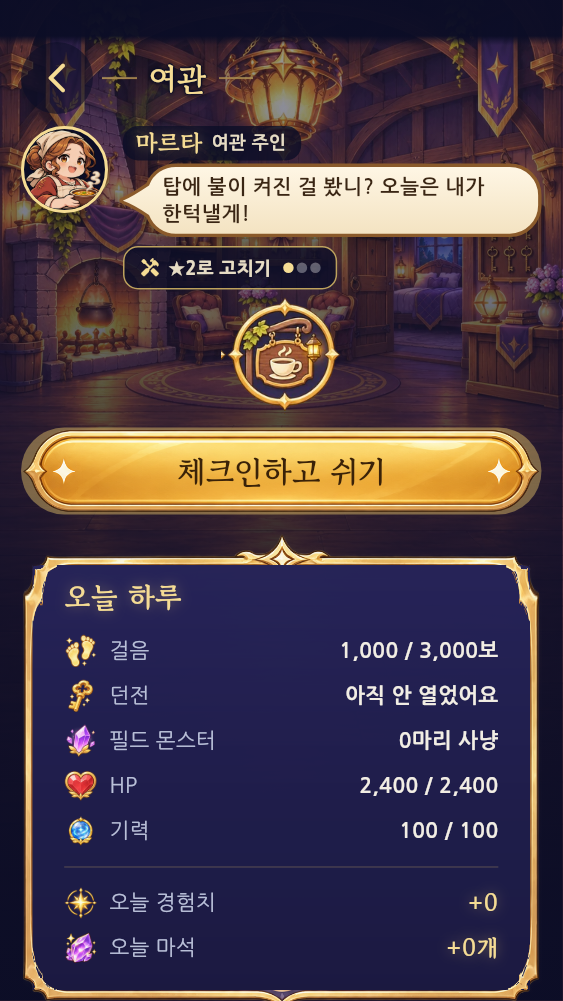 여관
마르타 여관 주인
탑에 불이 켜진 걸 봤니? 오늘은 내가
한턱낼게!
★2로 고치기
체크인하고 쉬기
오늘 하루
걸음 1,000 / 3,000보
던전 아직 안 열었어요
필드 몬스터 0마리 사냥
HP 2,400 / 2,400
기력 100 / 100
오늘 경험치 +0
오늘 마석 +0개